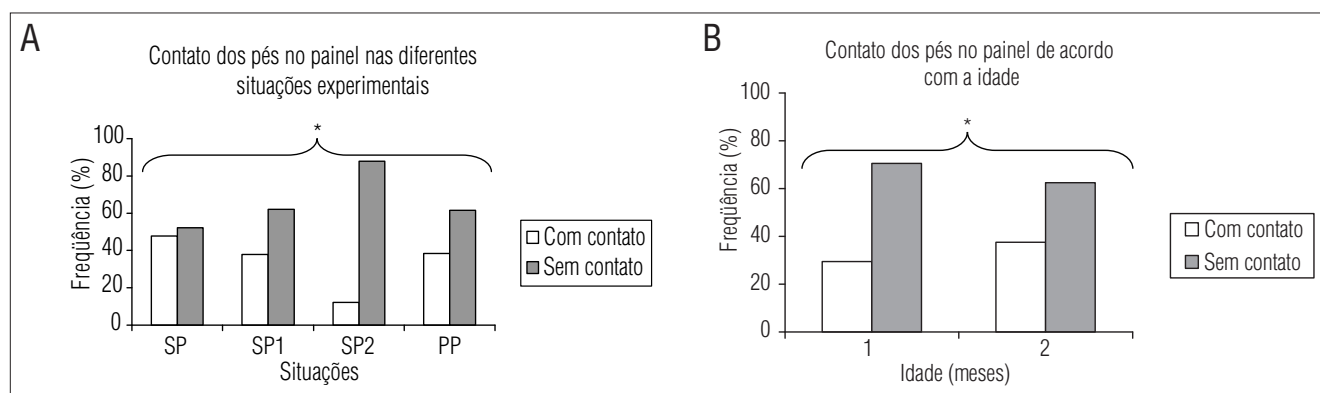 A
Contato dos pés no painel nas diferentes
situações experimentais
*
100
80
60
40
20
0
Freqüência (%)
SP SP1 SP2 PP
Situações
Com contato
Sem contato
B
Contato dos pés no painel de acordo
com a idade
100
80
60
40
20
0
*
Freqüência (%)
1 2
Idade (meses)
Com contato
Sem contato